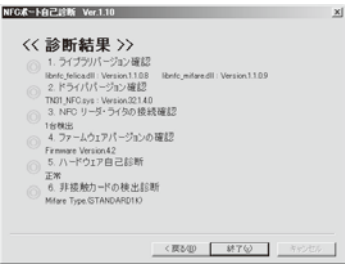 NFCポート自己診断 Ver.1.10
<< 診断結果 >>
1. ライブラリバージョン確認
libnfc_felica.dll : Version.1.1.0.8 libnfc_mifare.dll : Version.1.1.0.9
2. ドライババージョン確認
TN31_NFC.sys : Version.3.2.1.4.0
3. NFC リーダ・ライタの接続確認
1台検出
4. ファームウェアバージョンの確認
Firmware Version.4.2
5. ハードウェア自己診断
正常
6. 非接触カードの検出診断
Mifare Type.(STANDARD1K)
< 戻る(B) 終了(G) キャンセル